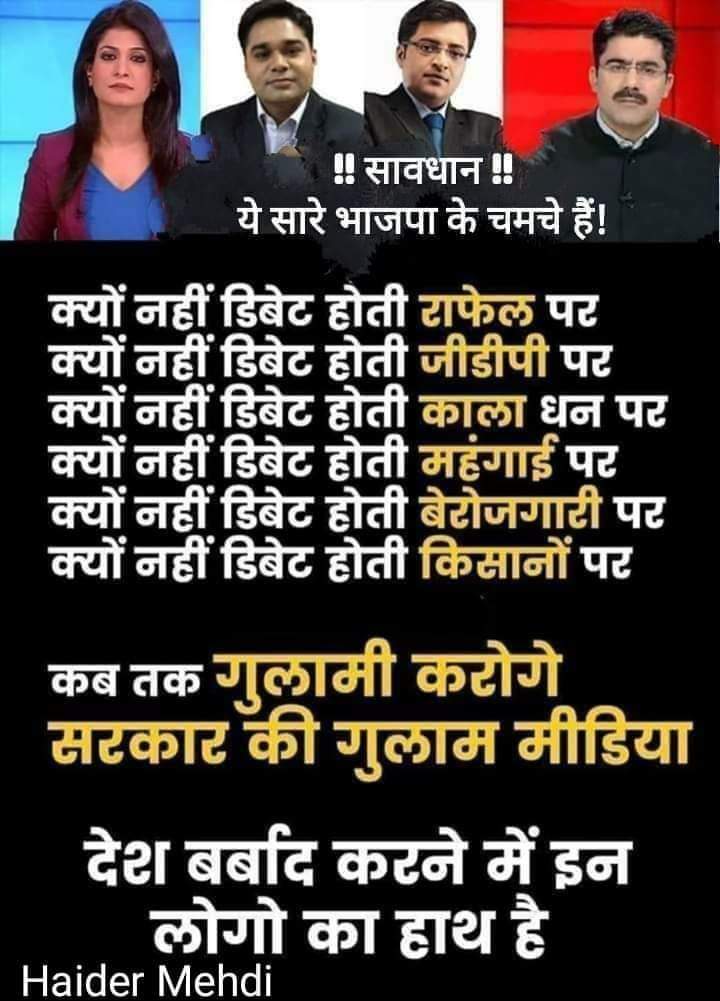 !! सावधान !!
ये सारे भाजपा के चमचे हैं!
क्यों नहीं डिबेट होती राफेल पर
क्यों नहीं डिबेट होती जीडीपी पर
क्यों नहीं डिबेट होती काला धन पर
क्यों नहीं डिबेट होती महंगाई पर
क्यों नहीं डिबेट होती बेरोजगारी पर
क्यों नहीं डिबेट होती किसानों पर
कब तक गुलामी करोगे
सरकार की गुलाम मीडिया
देश बर्बाद करने में इन
लोगो का हाथ है
Haider Mehdi